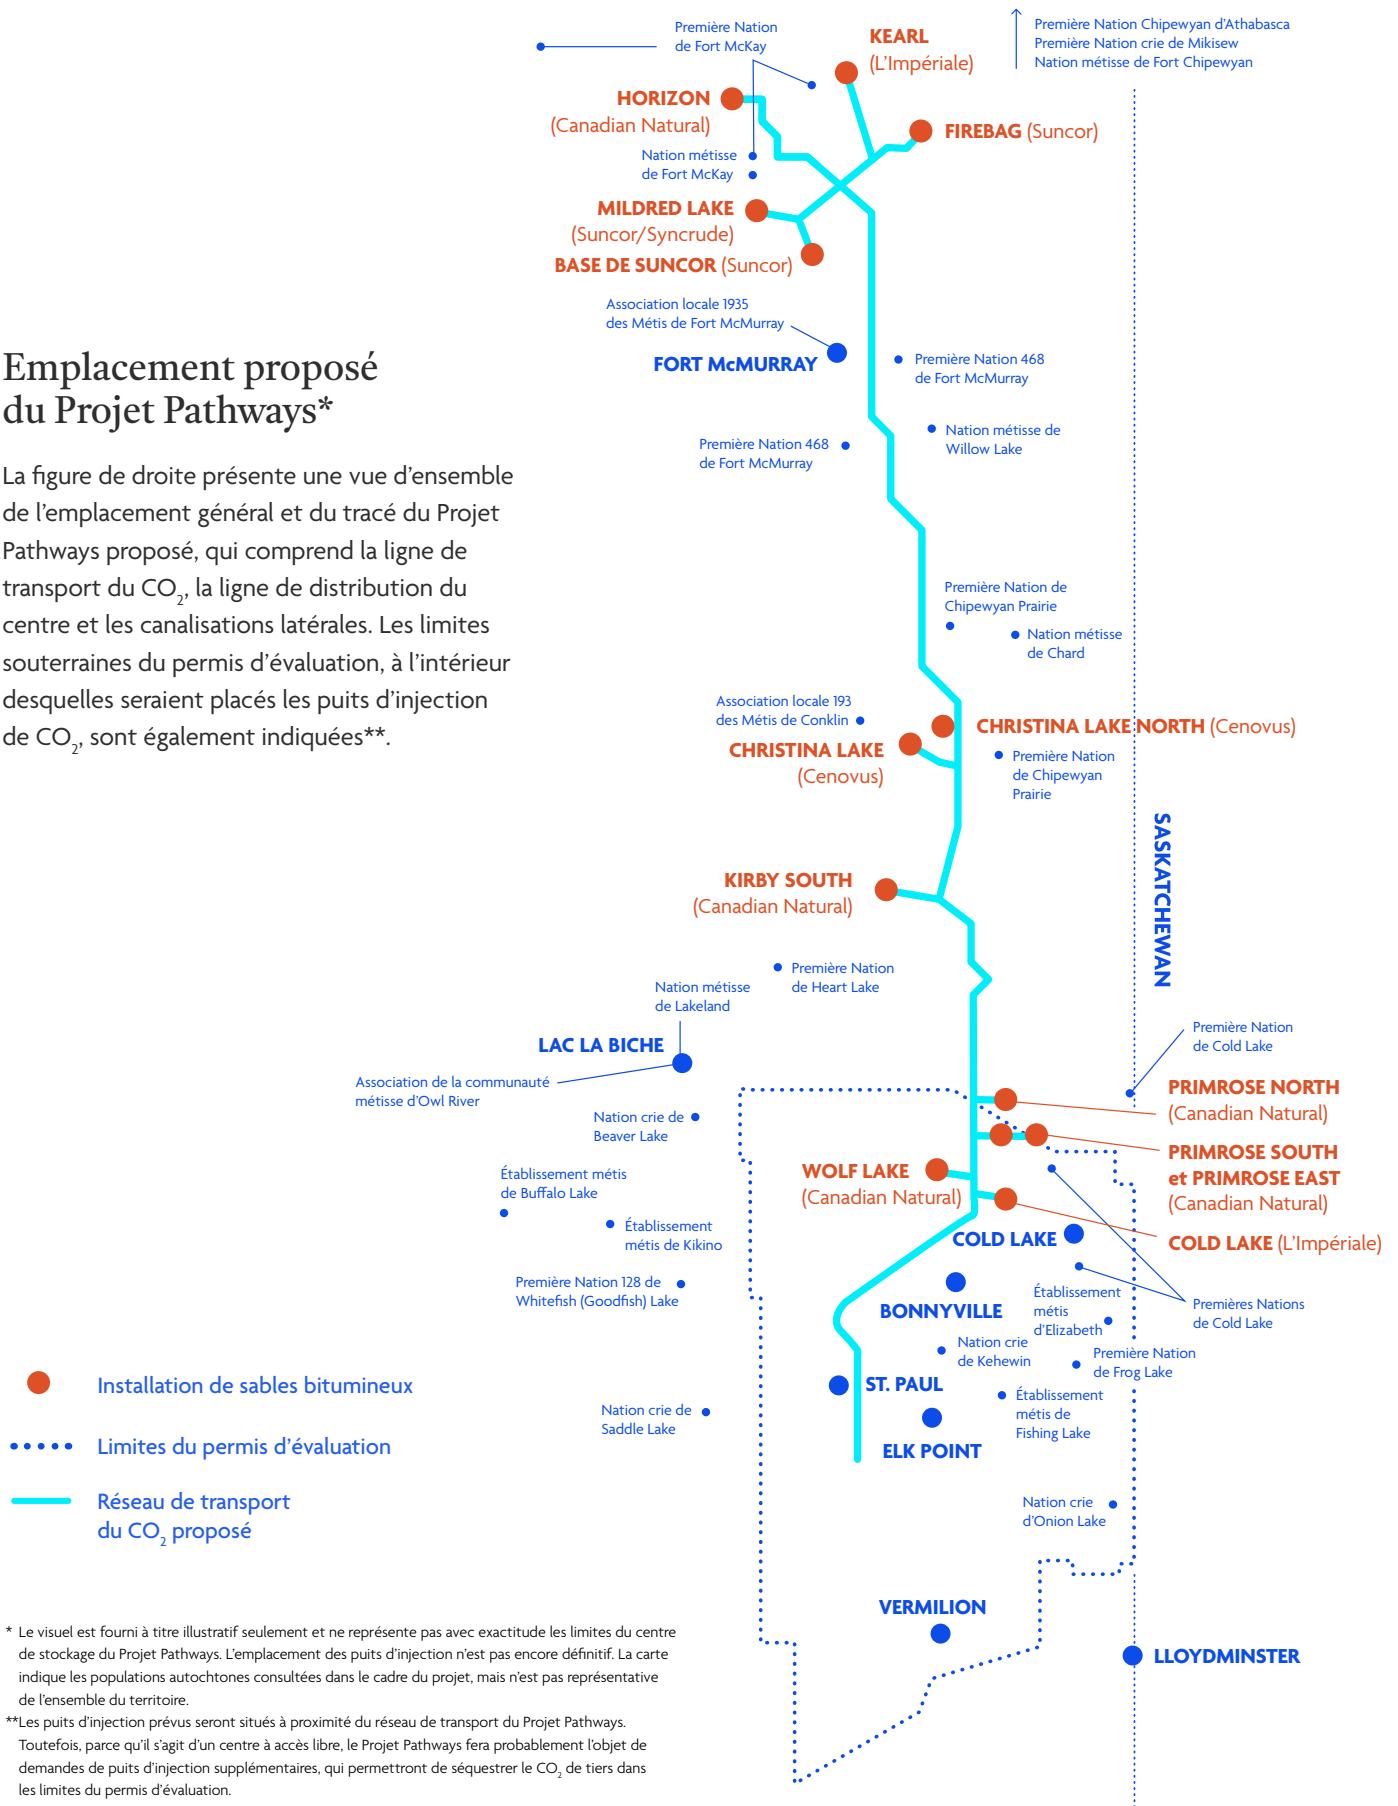 Première Nation
de Fort McKay
Première Nation Chipewyan d'Athabasca
Première Nation crie de Mikisew
Nation métisse de Fort Chipewyan
KEARL
(L'Impériale)
HORIZON
(Canadian Natural)
FIREBAG (Suncor)
Nation métisse
de Fort McKay
MILDRED LAKE
(Suncor/Syncrude)
BASE DE SUNCOR (Suncor)
Association locale 1935
des Métis de Fort McMurray
FORT McMURRAY
Première Nation 468
de Fort McMurray
Nation métisse de
Willow Lake
Première Nation 468
de Fort McMurray
Emplacement proposé
du Projet Pathways*
La figure de droite présente une vue d'ensemble
de l'emplacement général et du tracé du Projet
Pathways proposé, qui comprend la ligne de
transport du CO₂, la ligne de distribution du
centre et les canalisations latérales. Les limites
souterraines du permis d'évaluation, à l'intérieur
desquelles seraient placés les puits d'injection
de CO₂, sont également indiquées**.
Première Nation de
Chipewyan Prairie
Nation métisse
de Chard
Association locale 193
des Métis de Conklin
CHRISTINA LAKE NORTH (Cenovus)
CHRISTINA LAKE
(Cenovus)
Première Nation
de Chipewyan
Prairie
SASKATCHEWAN
KIRBY SOUTH
(Canadian Natural)
Première Nation
de Heart Lake
Nation métisse
de Lakeland
LAC LA BICHE
Association de la communauté
métisse d'Owl River
Première Nation
de Cold Lake
PRIMROSE NORTH
(Canadian Natural)
Nation crie de
Beaver Lake
PRIMROSE SOUTH
et PRIMROSE EAST
(Canadian Natural)
WOLF LAKE
(Canadian Natural)
Établissement métis
de Buffalo Lake
Établissement
métis de Kikino
COLD LAKE
COLD LAKE (L'Impériale)
Première Nation 128 de
Whitefish (Goodfish) Lake
BONNYVILLE
Établissement
métis
d'Elizabeth
Premières Nations
de Cold Lake
Nation crie
de Kehewin
Première Nation
de Frog Lake
ST. PAUL
Établissement
métis de
Fishing Lake
Nation crie de
Saddle Lake
ELK POINT
Nation crie
d'Onion Lake
VERMILION
LLOYDMINSTER
Installation de sables bitumineux
Limites du permis d'évaluation
Réseau de transport
du CO₂ proposé
* Le visuel est fourni à titre illustratif seulement et ne représente pas avec exactitude les limites du centre
de stockage du Projet Pathways. L'emplacement des puits d'injection n'est pas encore définitif. La carte
indique les populations autochtones consultées dans le cadre du projet, mais n'est pas représentative
de l'ensemble du territoire.
**Les puits d'injection prévus seront situés à proximité du réseau de transport du Projet Pathways.
Toutefois, parce qu'il s'agit d'un centre à accès libre, le Projet Pathways fera probablement l'objet de
demandes de puits d'injection supplémentaires, qui permettront de séquestrer le CO₂ de tiers dans
les limites du permis d'évaluation.